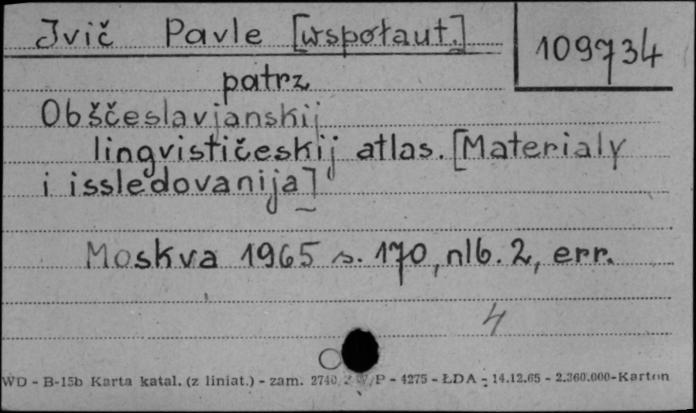 Ivič Pavle [współaut.]
109734
patrz
Obščeslavjanskij
lingvističeskij atlas. [Materialy
i issledovanija]
Moskva 1965 s. 170, nlb. 2, err.
4
WD - B-15b Karta katal. (z liniat.) - zam. 2740 W/P - 4275 - ŁDA - 14.12.65 - 2.360.000-Karton